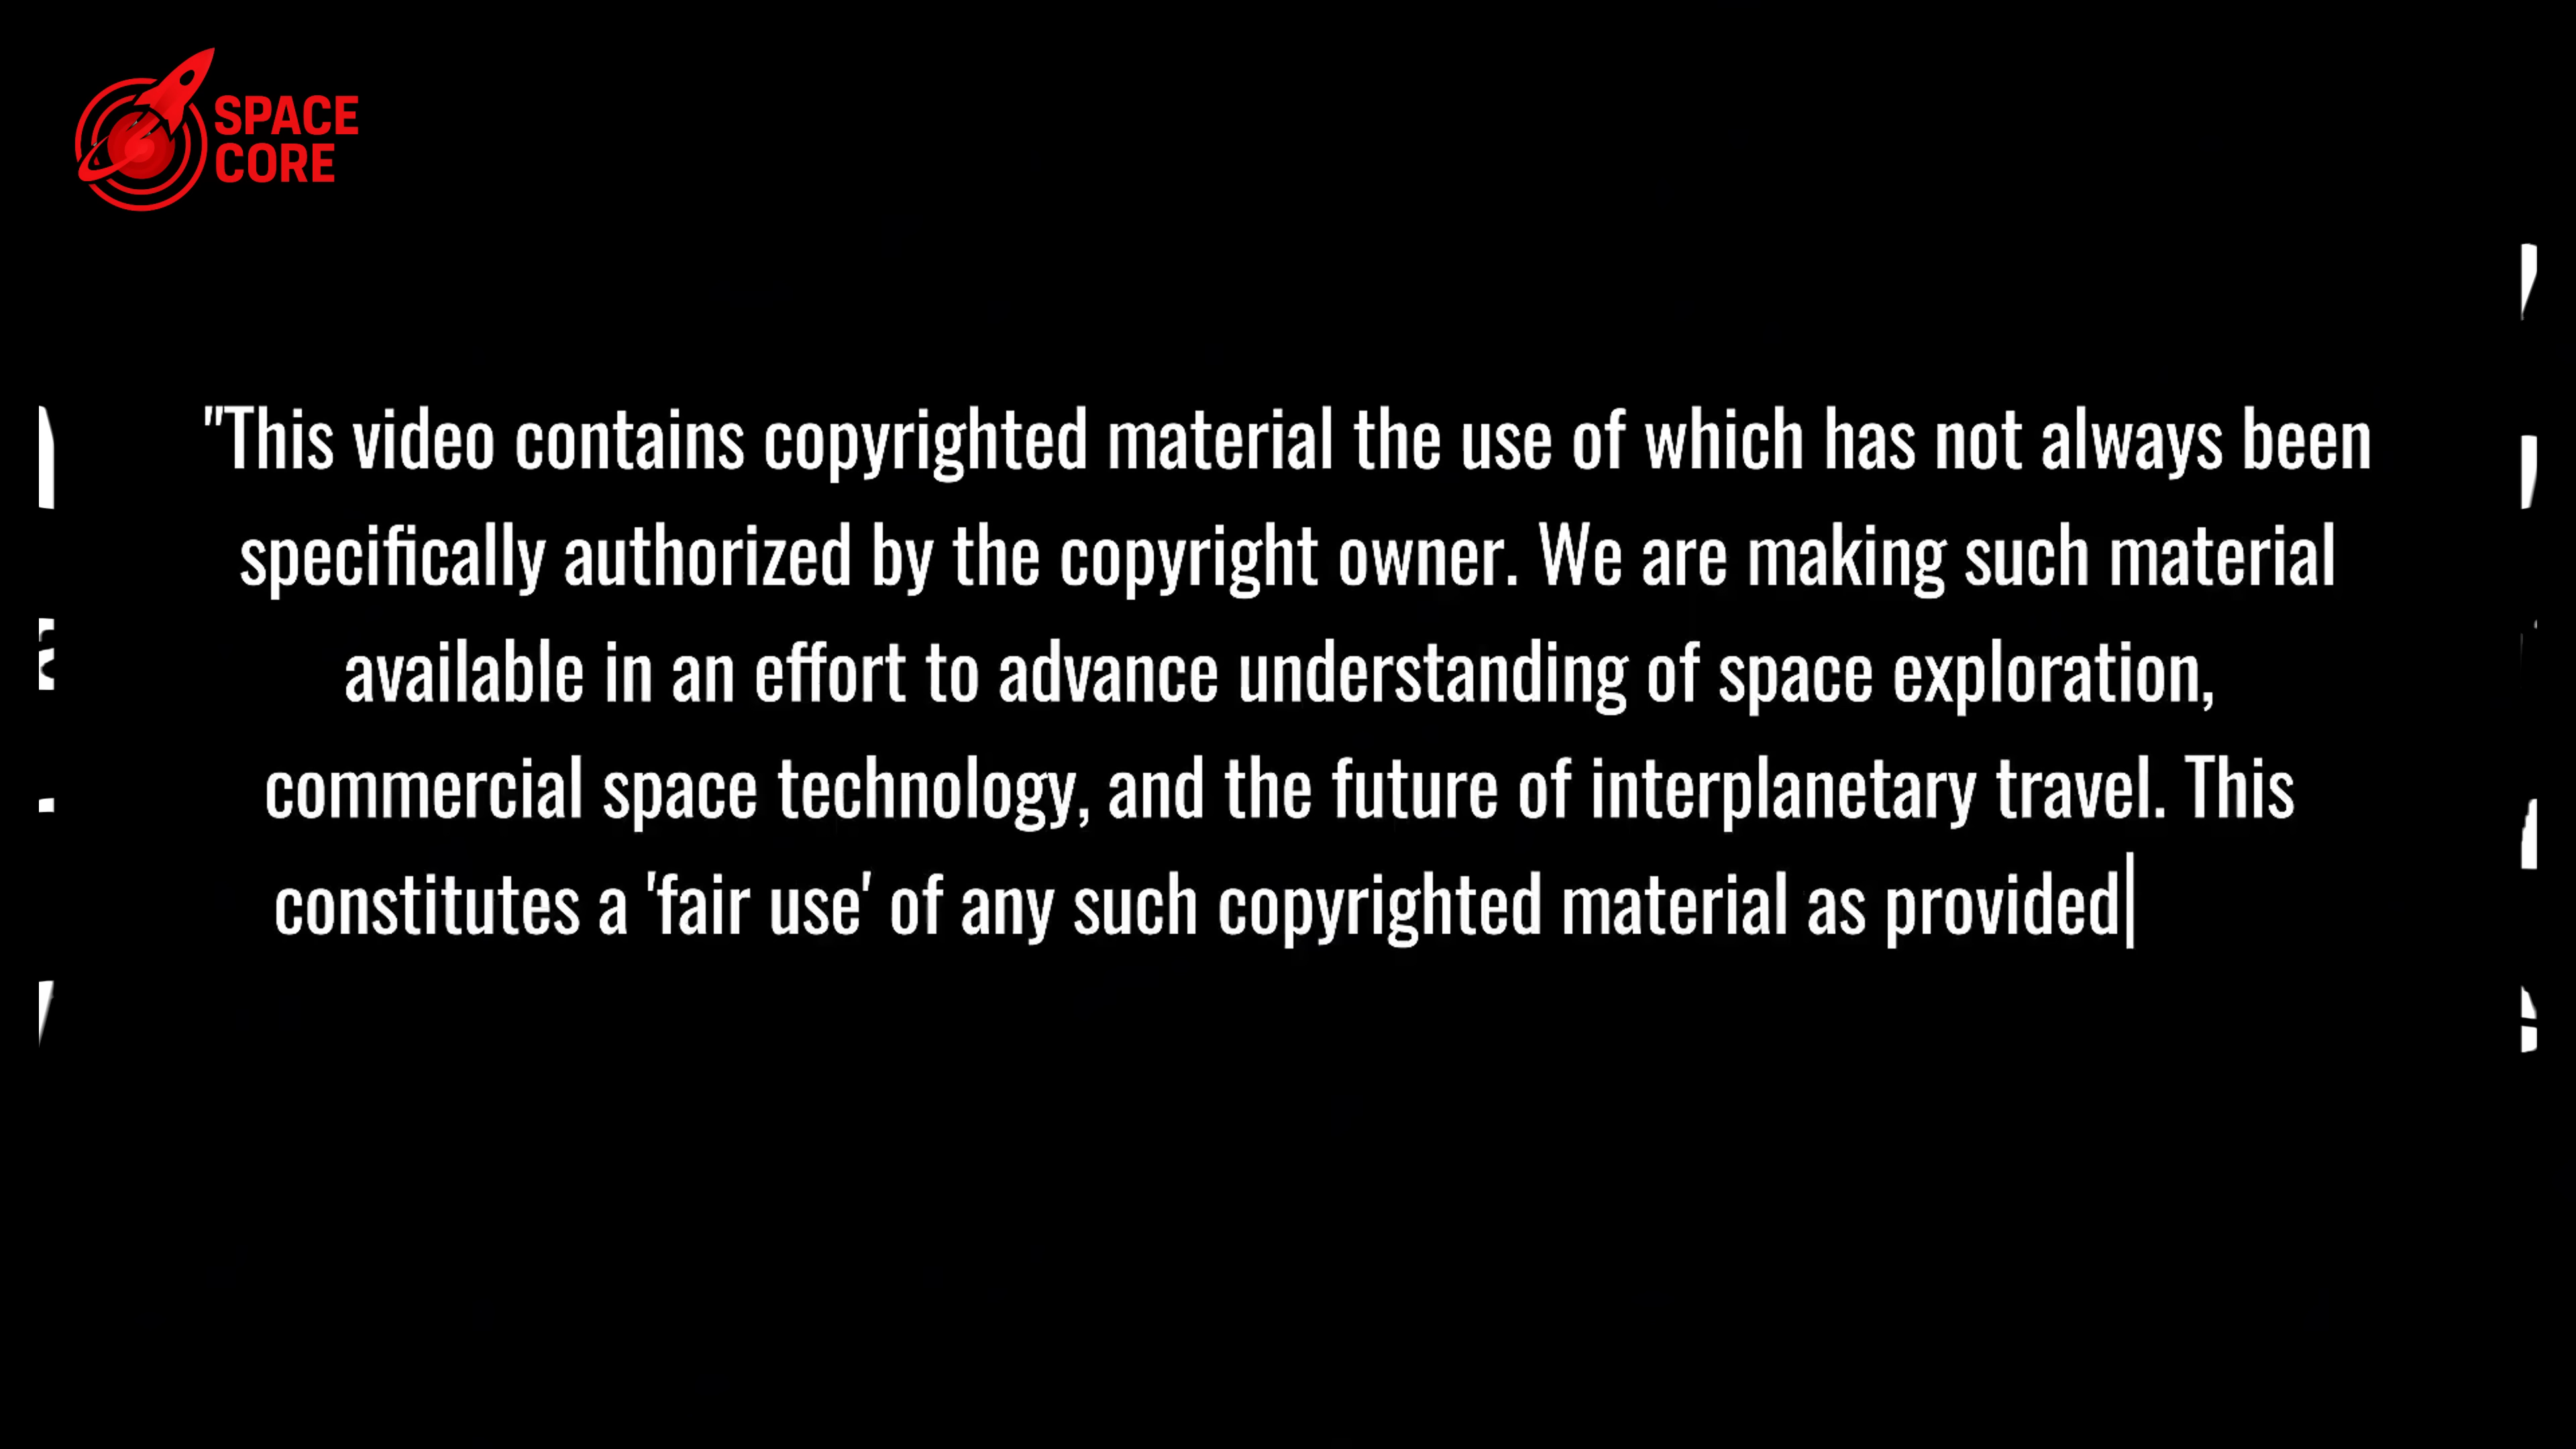 SPACE
CORE
"This video contains copyrighted material the use of which has not always been
specifically authorized by the copyright owner. We are making such material
available in an effort to advance understanding of space exploration,
commercial space technology, and the future of interplanetary travel. This
constitutes a 'fair use' of any such copyrighted material as provided